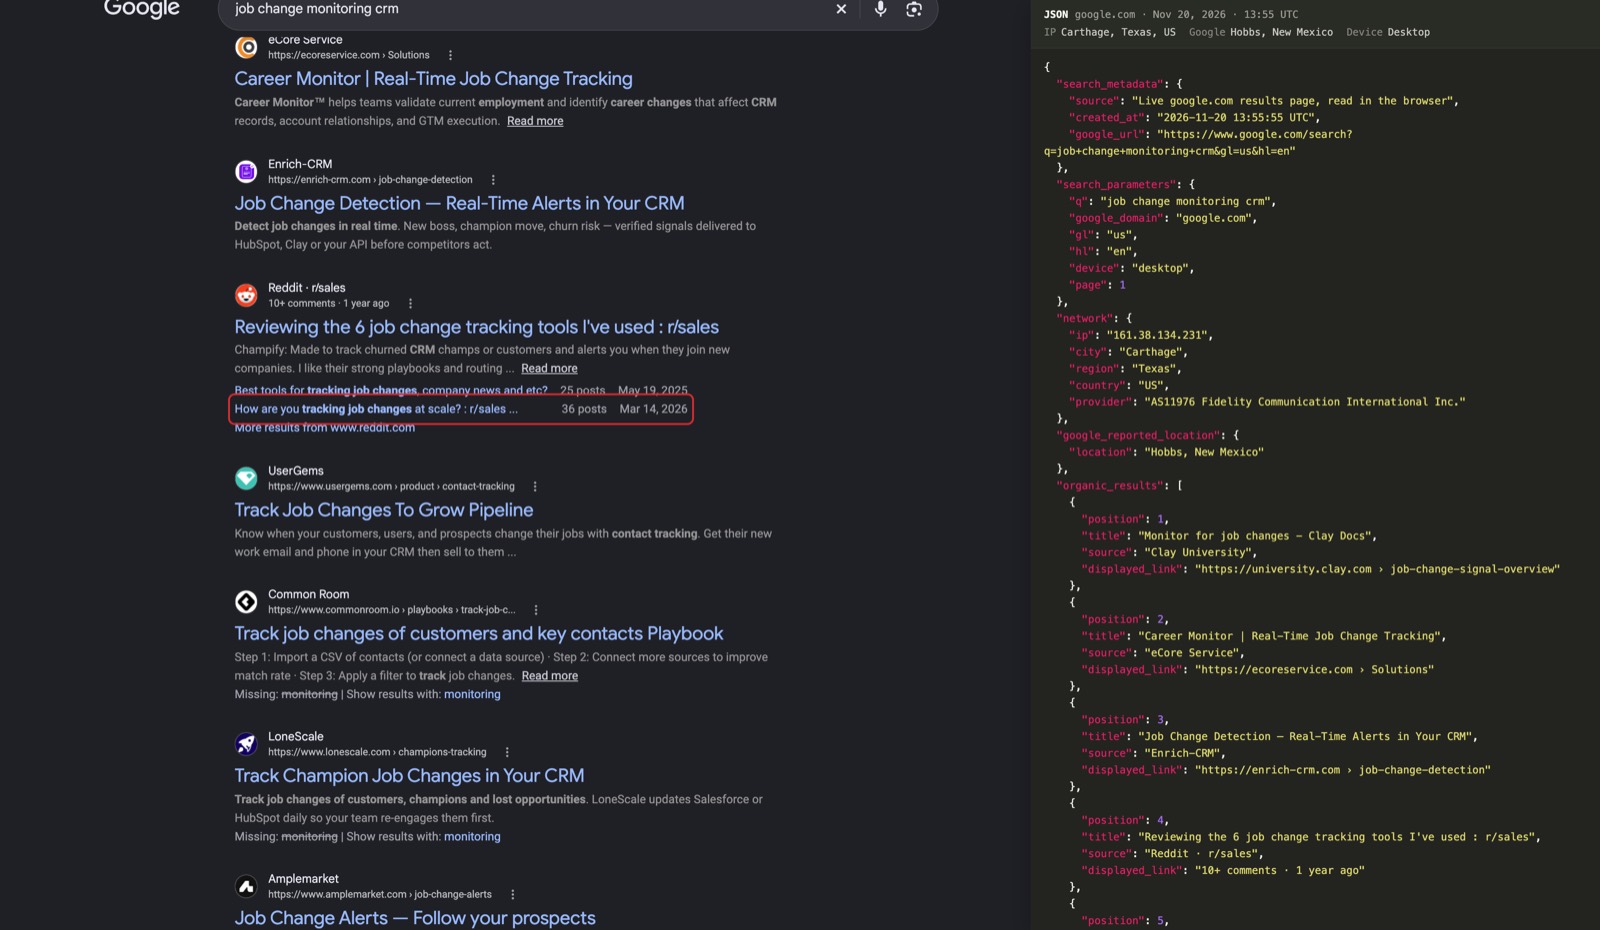 Google
job change monitoring crm
eCore Service
https://ecoreservice.com › Solutions
Career Monitor | Real-Time Job Change Tracking
Career Monitor™ helps teams validate current employment and identify career changes that affect CRM
records, account relationships, and GTM execution. Read more
Enrich-CRM
https://enrich-crm.com › job-change-detection
Job Change Detection — Real-Time Alerts in Your CRM
Detect job changes in real time. New boss, champion move, churn risk — verified signals delivered to
HubSpot, Clay or your API before competitors act.
Reddit · r/sales
10+ comments · 1 year ago
Reviewing the 6 job change tracking tools I've used : r/sales
Champify: Made to track churned CRM champs or customers and alerts you when they join new
companies. I like their strong playbooks and routing ... Read more
Best tools for tracking job changes, company news and etc? 25 posts May 19, 2025
How are you tracking job changes at scale? : r/sales ... 36 posts Mar 14, 2026
More results from www.reddit.com
UserGems
https://www.usergems.com › product › contact-tracking
Track Job Changes To Grow Pipeline
Know when your customers, users, and prospects change their jobs with contact tracking. Get their new
work email and phone in your CRM then sell to them ...
Common Room
https://www.commonroom.io › playbooks › track-job-c...
Track job changes of customers and key contacts Playbook
Step 1: Import a CSV of contacts (or connect a data source) · Step 2: Connect more sources to improve
match rate · Step 3: Apply a filter to track job changes. Read more
Missing: monitoring | Show results with: monitoring
LoneScale
https://www.lonescale.com › champions-tracking
Track Champion Job Changes in Your CRM
Track job changes of customers, champions and lost opportunities. LoneScale updates Salesforce or
HubSpot daily so your team re-engages them first.
Missing: monitoring | Show results with: monitoring
Amplemarket
https://www.amplemarket.com › job-change-alerts
Job Change Alerts — Follow your prospects
JSON google.com · Nov 20, 2026 · 13:55 UTC
IP Carthage, Texas, US Google Hobbs, New Mexico Device Desktop
{
"search_metadata": {
"source": "Live google.com results page, read in the browser",
"created_at": "2026-11-20 13:55:55 UTC",
"google_url": "https://www.google.com/search?
q=job+change+monitoring+crm&gl=us&hl=en"
},
"search_parameters": {
"q": "job change monitoring crm",
"google_domain": "google.com",
"gl": "us",
"hl": "en",
"device": "desktop",
"page": 1
},
"network": {
"ip": "161.38.134.231",
"city": "Carthage",
"region": "Texas",
"country": "US",
"provider": "AS11976 Fidelity Communication International Inc."
},
"google_reported_location": {
"location": "Hobbs, New Mexico"
},
"organic_results": [
{
"position": 1,
"title": "Monitor for job changes – Clay Docs",
"source": "Clay University",
"displayed_link": "https://university.clay.com › job-change-signal-overview"
},
{
"position": 2,
"title": "Career Monitor | Real-Time Job Change Tracking",
"source": "eCore Service",
"displayed_link": "https://ecoreservice.com › Solutions"
},
{
"position": 3,
"title": "Job Change Detection — Real-Time Alerts in Your CRM",
"source": "Enrich-CRM",
"displayed_link": "https://enrich-crm.com › job-change-detection"
},
{
"position": 4,
"title": "Reviewing the 6 job change tracking tools I've used : r/sales",
"source": "Reddit · r/sales",
"displayed_link": "10+ comments · 1 year ago"
},
{
"position": 5,